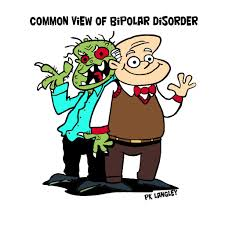 COMMON ViEW OF BiPOLAR DiSORDER
PK LANGLEY